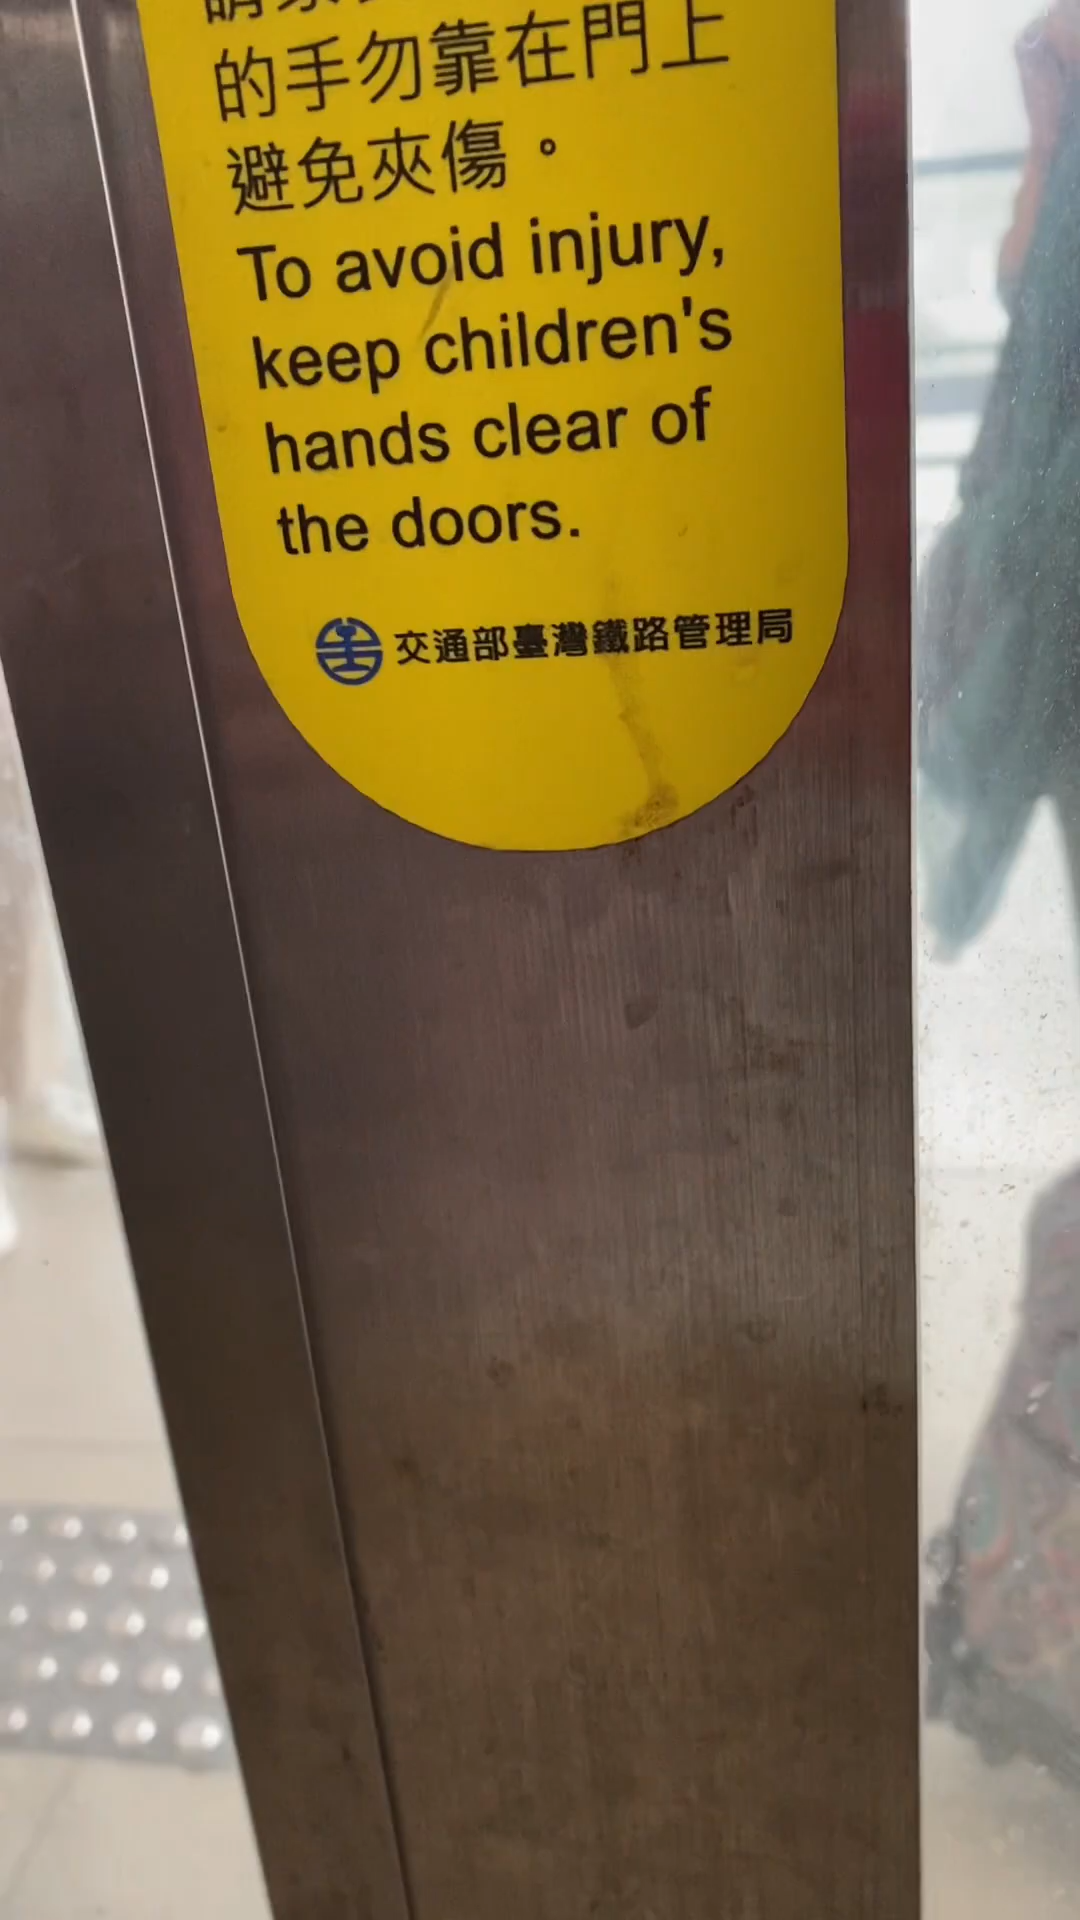 的手勿靠在門上
避免夾傷。
To avoid injury,
keep children's
hands clear of
the doors.
交通部臺灣鐵路管理局